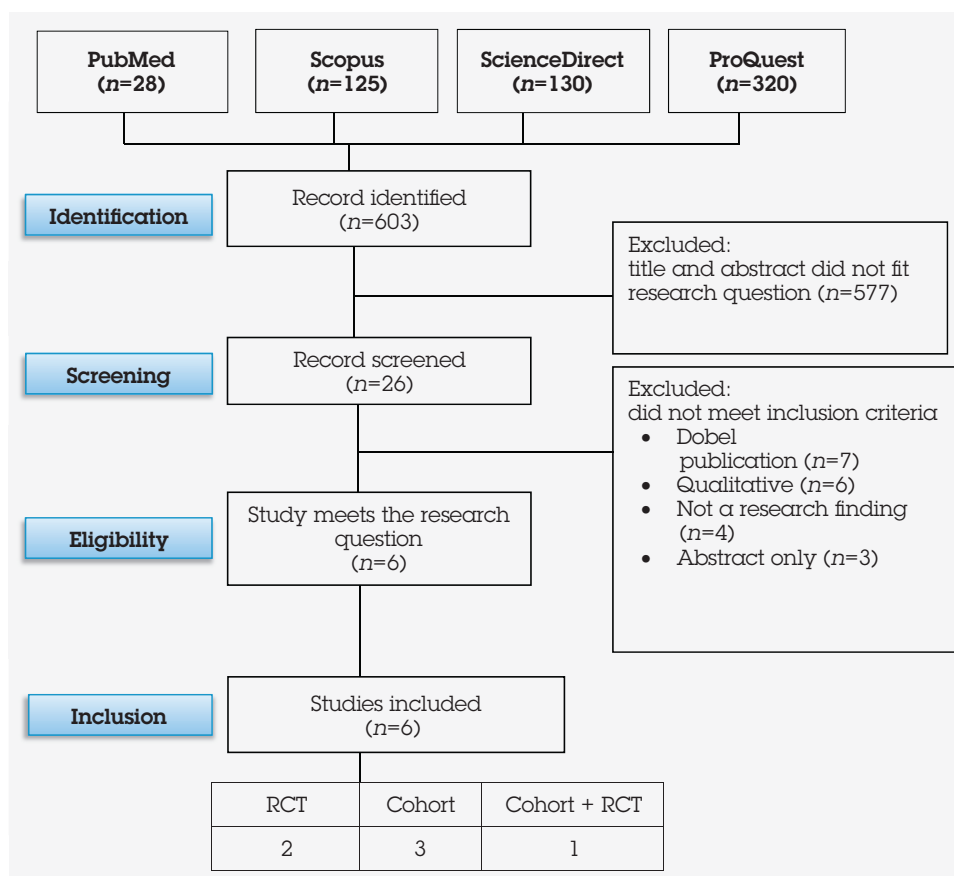 PubMed
(n=28)
Scopus
(n=125)
ScienceDirect
(n=130)
ProQuest
(n=320)
Identification
Record identified
(n=603)
Excluded:
title and abstract did not fit
research question (n=577)
Screening
Record screened
(n=26)
Excluded:
did not meet inclusion criteria
• Dobel
publication (n=7)
• Qualitative (n=6)
• Not a research finding
(n=4)
• Abstract only (n=3)
Eligibility
Study meets the research
question
(n=6)
Inclusion
Studies included
(n=6)
RCT Cohort Cohort + RCT
2 3 1